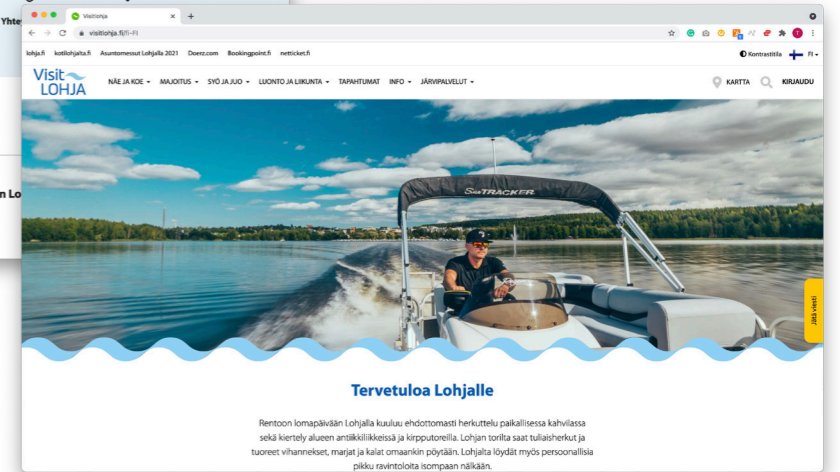 Yhte
n Lo
Visitlohja
visitlohja.fi/fi-FI
lohja.fi kotilohjalta.fi Asuntomessut Lohjalla 2021 Doerz.com Bookingpoint.fi netticket.fi
Kontrastitila FI
Visit LOHJA
NÄE JA KOE MAJOITUS SYÖ JA JUO LUONTO JA LIIKUNTA TAPAHTUMAT INFO JÄRVIPALVELUT
KARTTA KIRJAUDU
SUNTRACKER
Jätä viesti
Tervetuloa Lohjalle
Rentoon lomapäivään Lohjalla kuuluu ehdottomasti herkuttelu paikallisessa kahvilassa
sekä kiertely alueen antiikkiliikkeissä ja kirpputoreilla. Lohjan torilta saat tuliaisherkut ja
tuoreet vihannekset, marjat ja kalat omaankin pöytään. Lohjalta löydät myös persoonallisia
pikku ravintoloita isompaan nälkään.